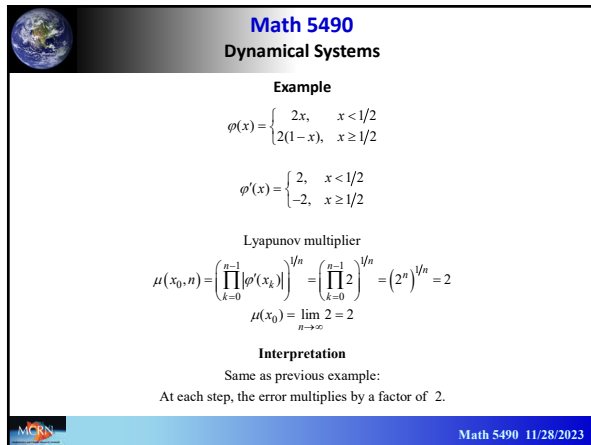 Math 5490
Dynamical Systems
Example
φ(x) = { 2x, x < 1/2
2(1 − x), x ≥ 1/2
φ′(x) = { 2, x < 1/2
−2, x ≥ 1/2
Lyapunov multiplier
μ(x₀, n) = (∏_{k=0}^{n−1} |φ′(x_k)|)^{1/n} = (∏_{k=0}^{n−1} 2)^{1/n} = (2ⁿ)^{1/n} = 2
μ(x₀) = lim_{n→∞} 2 = 2
Interpretation
Same as previous example:
At each step, the error multiplies by a factor of 2.
MCRN
Math 5490 11/28/2023